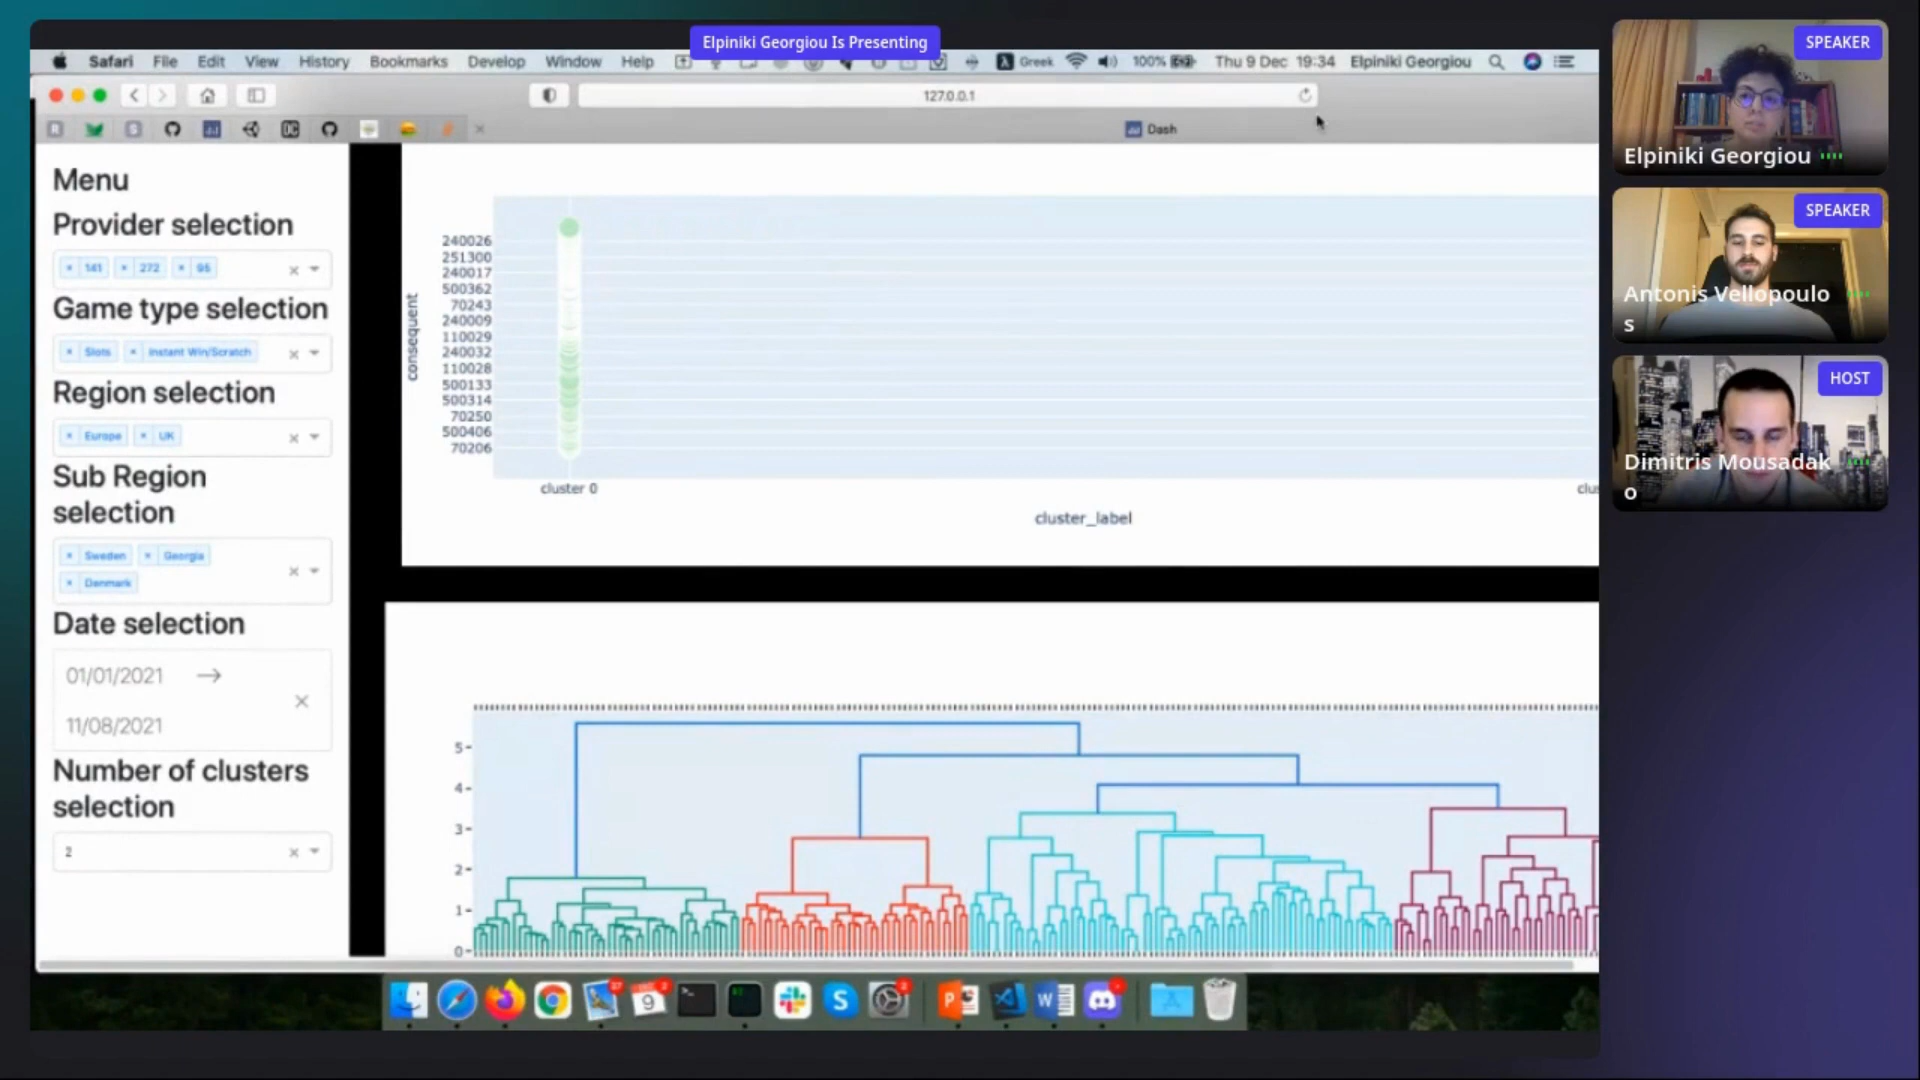 Elpiniki Georgiou Is Presenting
Safari File Edit View History Bookmarks Develop Window Help Greek 100% Thu 9 Dec 19:34 Elpiniki Georgiou
127.0.0.1
Dash
Menu
Provider selection
× 141 × 272 × 95
Game type selection
× Slots × Instant Win/Scratch
Region selection
× Europe × UK
Sub Region
selection
× Sweden × Georgia
× Denmark
Date selection
01/01/2021 →
11/08/2021
Number of clusters
selection
2
consequent
240026
251300
240017
500362
70243
240009
110029
240032
110028
500133
500314
70250
500406
70206
cluster 0
clus
cluster_label
5
4
3
2
1
0
SPEAKER
Elpiniki Georgiou
SPEAKER
Antonis Vellopoulo
s
HOST
Dimitris Mousadak
o